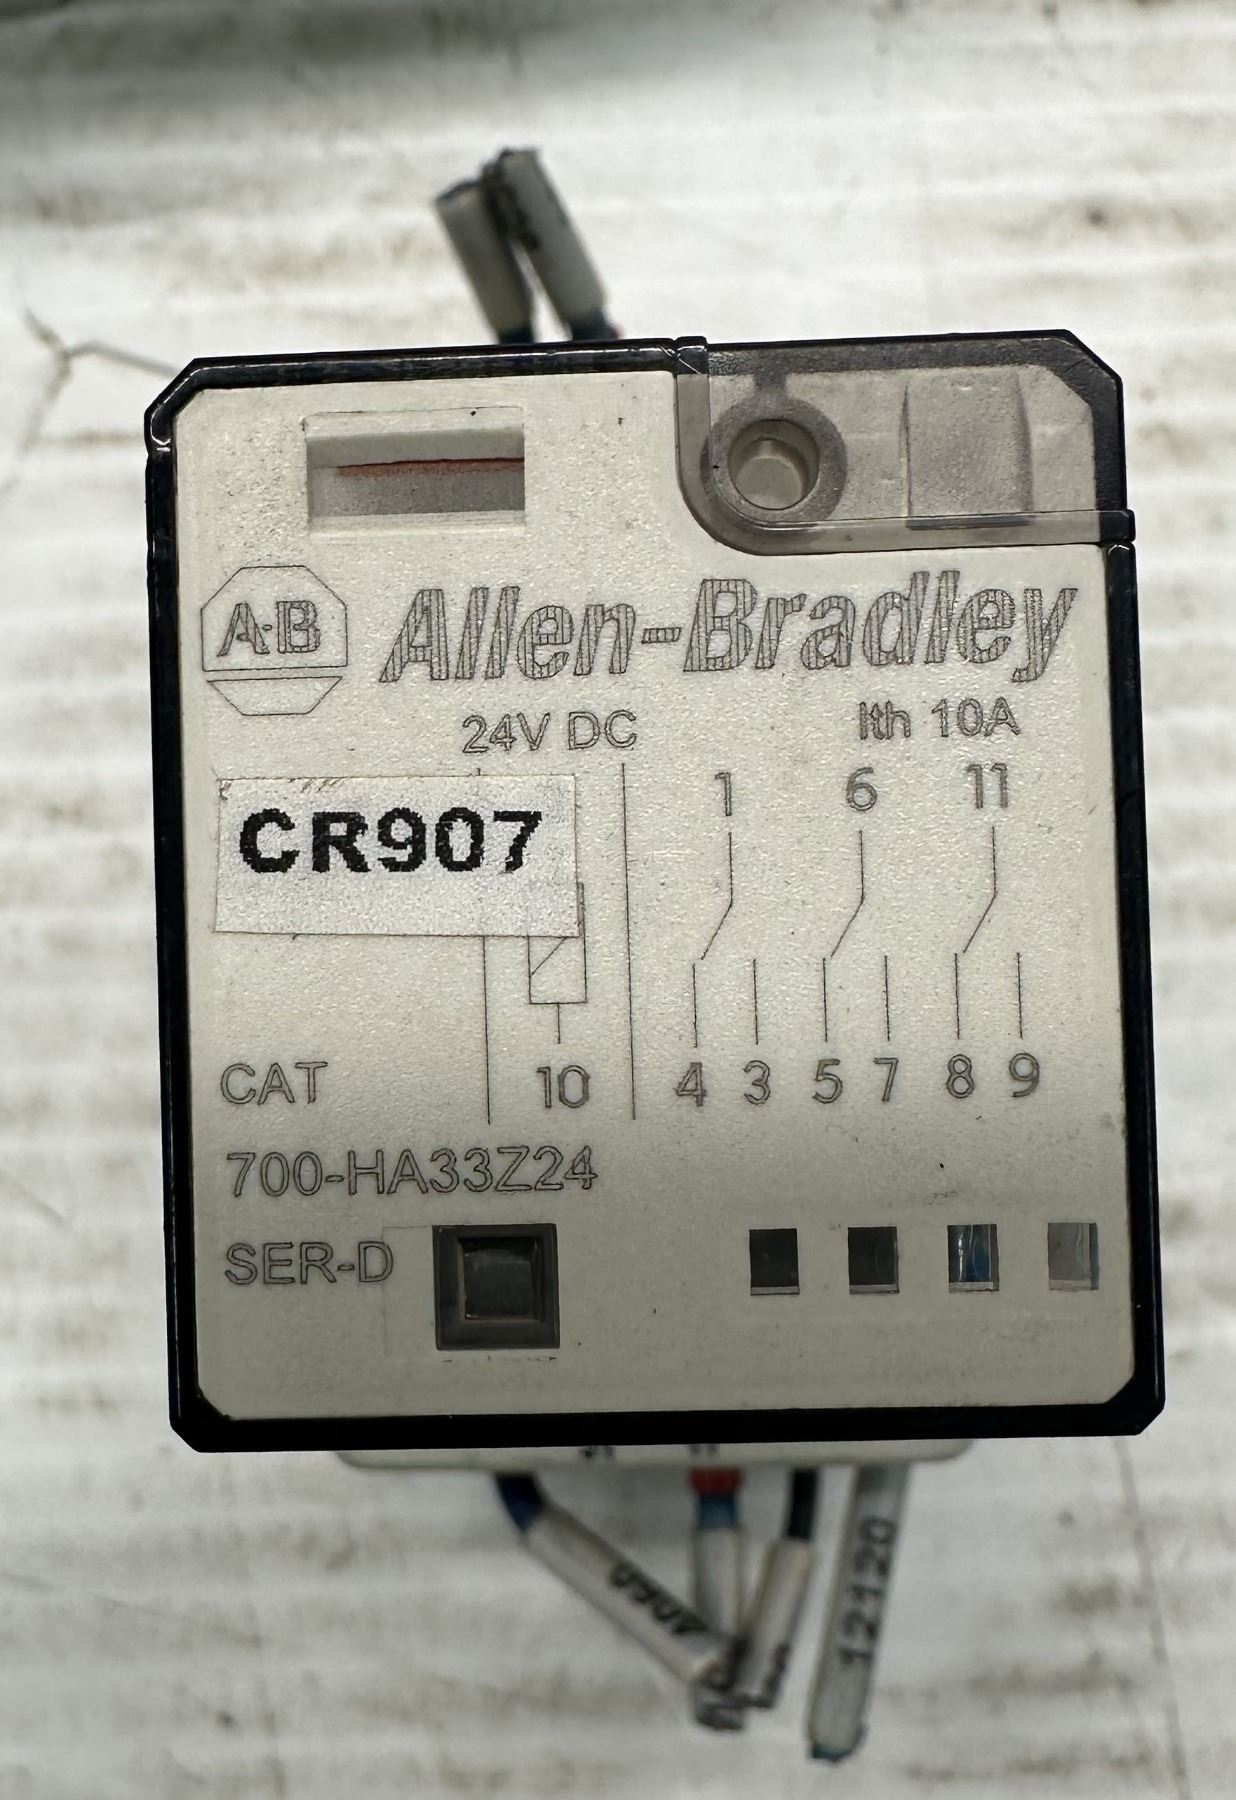 A-B Allen-Bradley
24V DC Ith 10A
1 6 11
CR907
CAT 10 4 3 5 7 8 9
700-HA33Z24
SER-D
12120